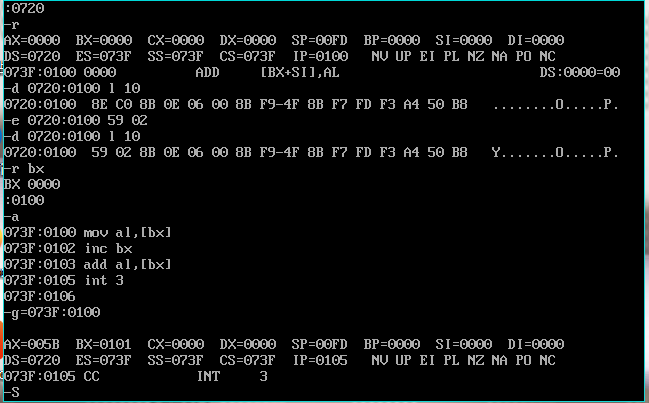 :0720
-r
AX=0000  BX=0000  CX=0000  DX=0000  SP=00FD  BP=0000  SI=0000  DI=0000
DS=0720  ES=073F  SS=073F  CS=073F  IP=0100   NV UP EI PL NZ NA PO NC
073F:0100 0000          ADD     [BX+SI],AL                         DS:0000=00
-d 0720:0100 l 10
0720:0100  8E C0 8B 0E 06 00 8B F9-4F 8B F7 FD F3 A4 50 B8   ........O.....P.
-e 0720:0100 59 02
-d 0720:0100 l 10
0720:0100  59 02 8B 0E 06 00 8B F9-4F 8B F7 FD F3 A4 50 B8   Y.......O.....P.
-r bx
BX 0000
:0100
-a
073F:0100 mov al,[bx]
073F:0102 inc bx
073F:0103 add al,[bx]
073F:0105 int 3
073F:0106
-g=073F:0100
AX=005B  BX=0101  CX=0000  DX=0000  SP=00FD  BP=0000  SI=0000  DI=0000
DS=0720  ES=073F  SS=073F  CS=073F  IP=0105   NV UP EI PL NZ NA PO NC
073F:0105 CC            INT     3
-S